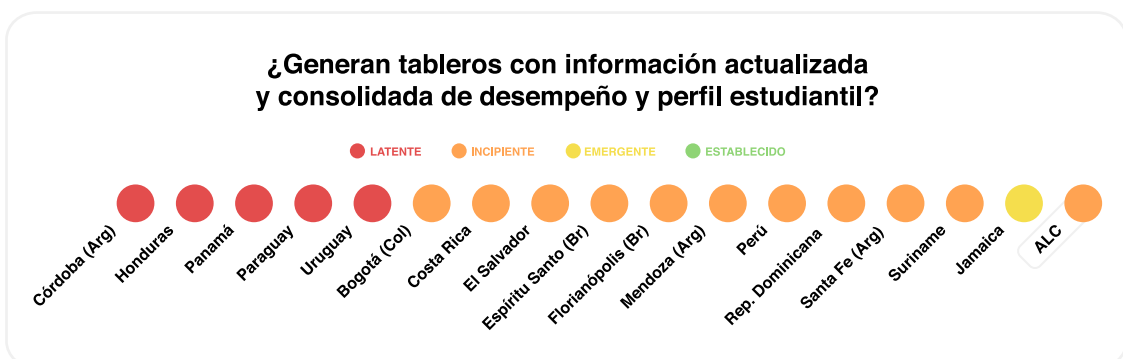 ¿Generan tableros con información actualizada
y consolidada de desempeño y perfil estudiantil?
LATENTE INCIPIENTE EMERGENTE ESTABLECIDO
Córdoba (Arg)
Honduras
Panamá
Paraguay
Uruguay
Bogotá (Col)
Costa Rica
El Salvador
Espíritu Santo (Br)
Florianópolis (Br)
Mendoza (Arg)
Perú
Rep. Dominicana
Santa Fe (Arg)
Suriname
Jamaica
ALC